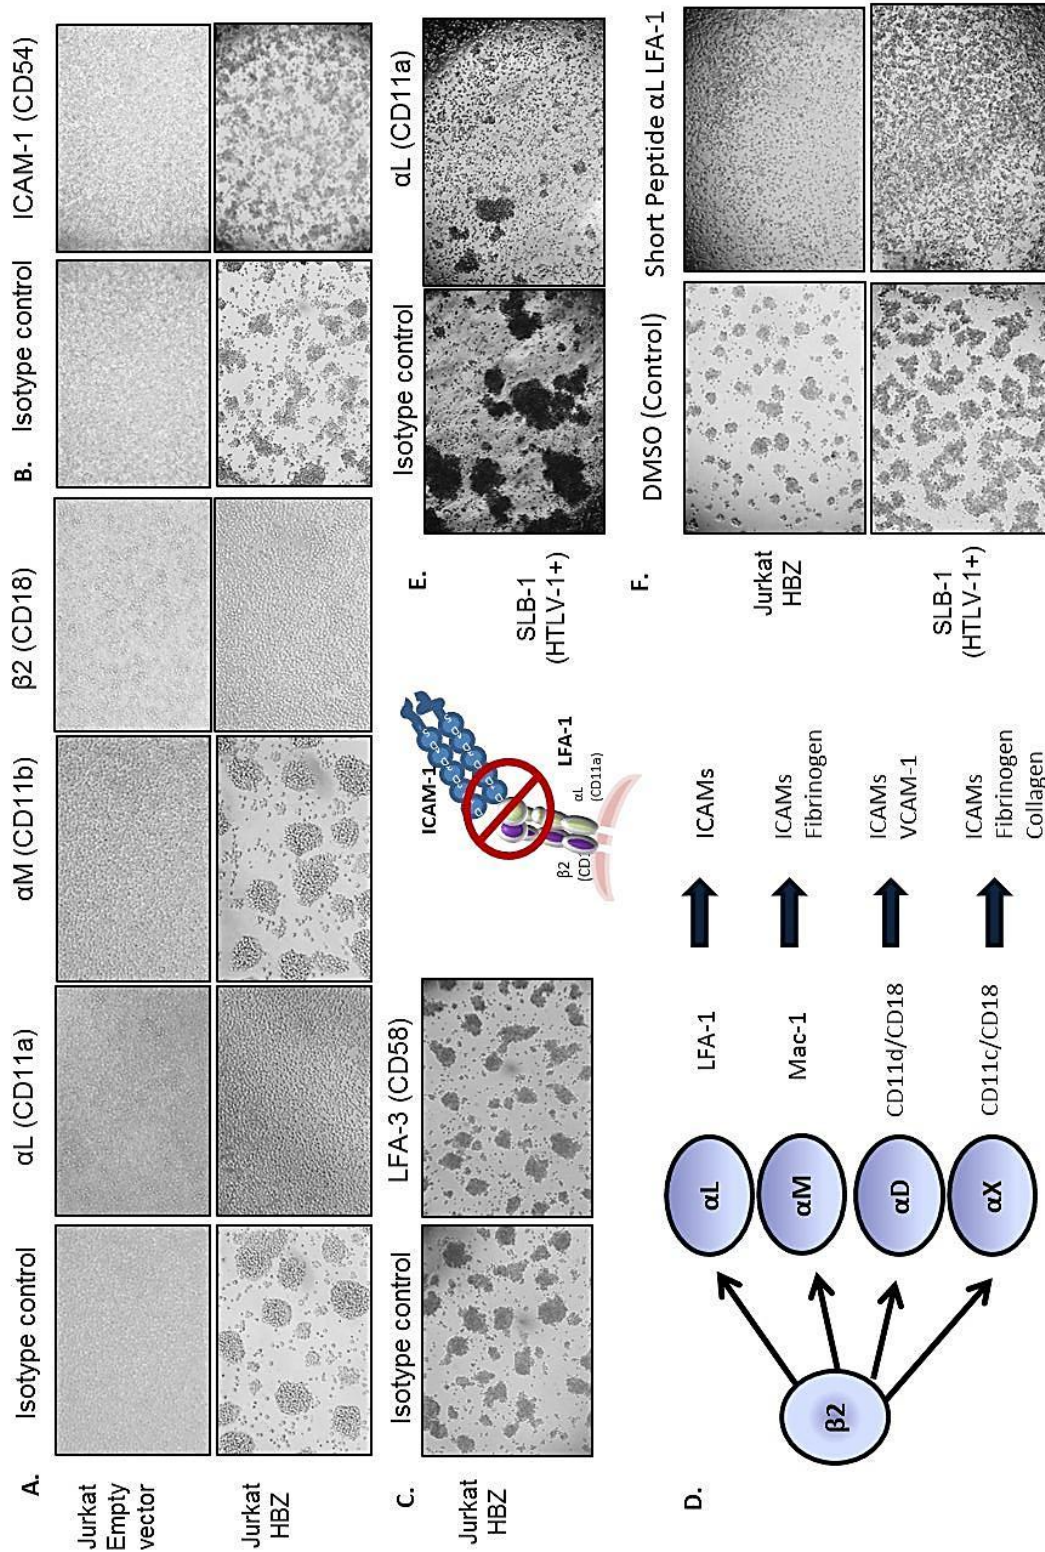 A.
Isotype control
αL (CD11a)
αM (CD11b)
β2 (CD18)
Jurkat
Empty
vector
Jurkat
HBZ
B.
Isotype control
ICAM-1 (CD54)
C.
Isotype control
LFA-3 (CD58)
Jurkat
HBZ
ICAM-1
LFA-1
αL
(CD11a)
β2
(CD1
D.
β2
αL
αM
αD
αX
LFA-1
Mac-1
CD11d/CD18
CD11c/CD18
ICAMs
ICAMs
Fibrinogen
ICAMs
VCAM-1
ICAMs
Fibrinogen
Collagen
E.
Isotype control
αL (CD11a)
SLB-1
(HTLV-1+)
F.
DMSO (Control)
Short Peptide αL LFA-1
Jurkat
HBZ
SLB-1
(HTLV-1+)